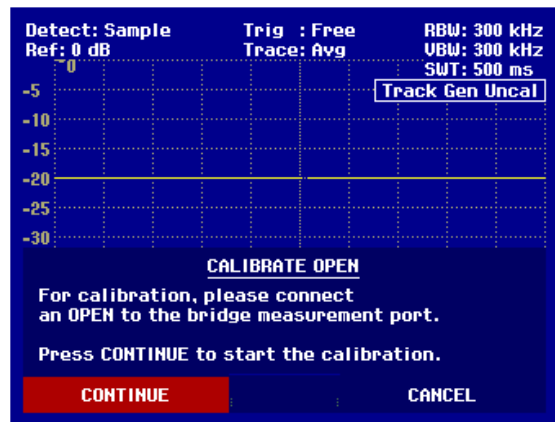 Detect: Sample Trig : Free RBW: 300 kHz
Ref: 0 dB Trace: Avg VBW: 300 kHz
0 SWT: 500 ms
-5 Track Gen Uncal
-10
-15
-20
-25
-30
CALIBRATE OPEN
For calibration, please connect
an OPEN to the bridge measurement port.
Press CONTINUE to start the calibration.
CONTINUE CANCEL